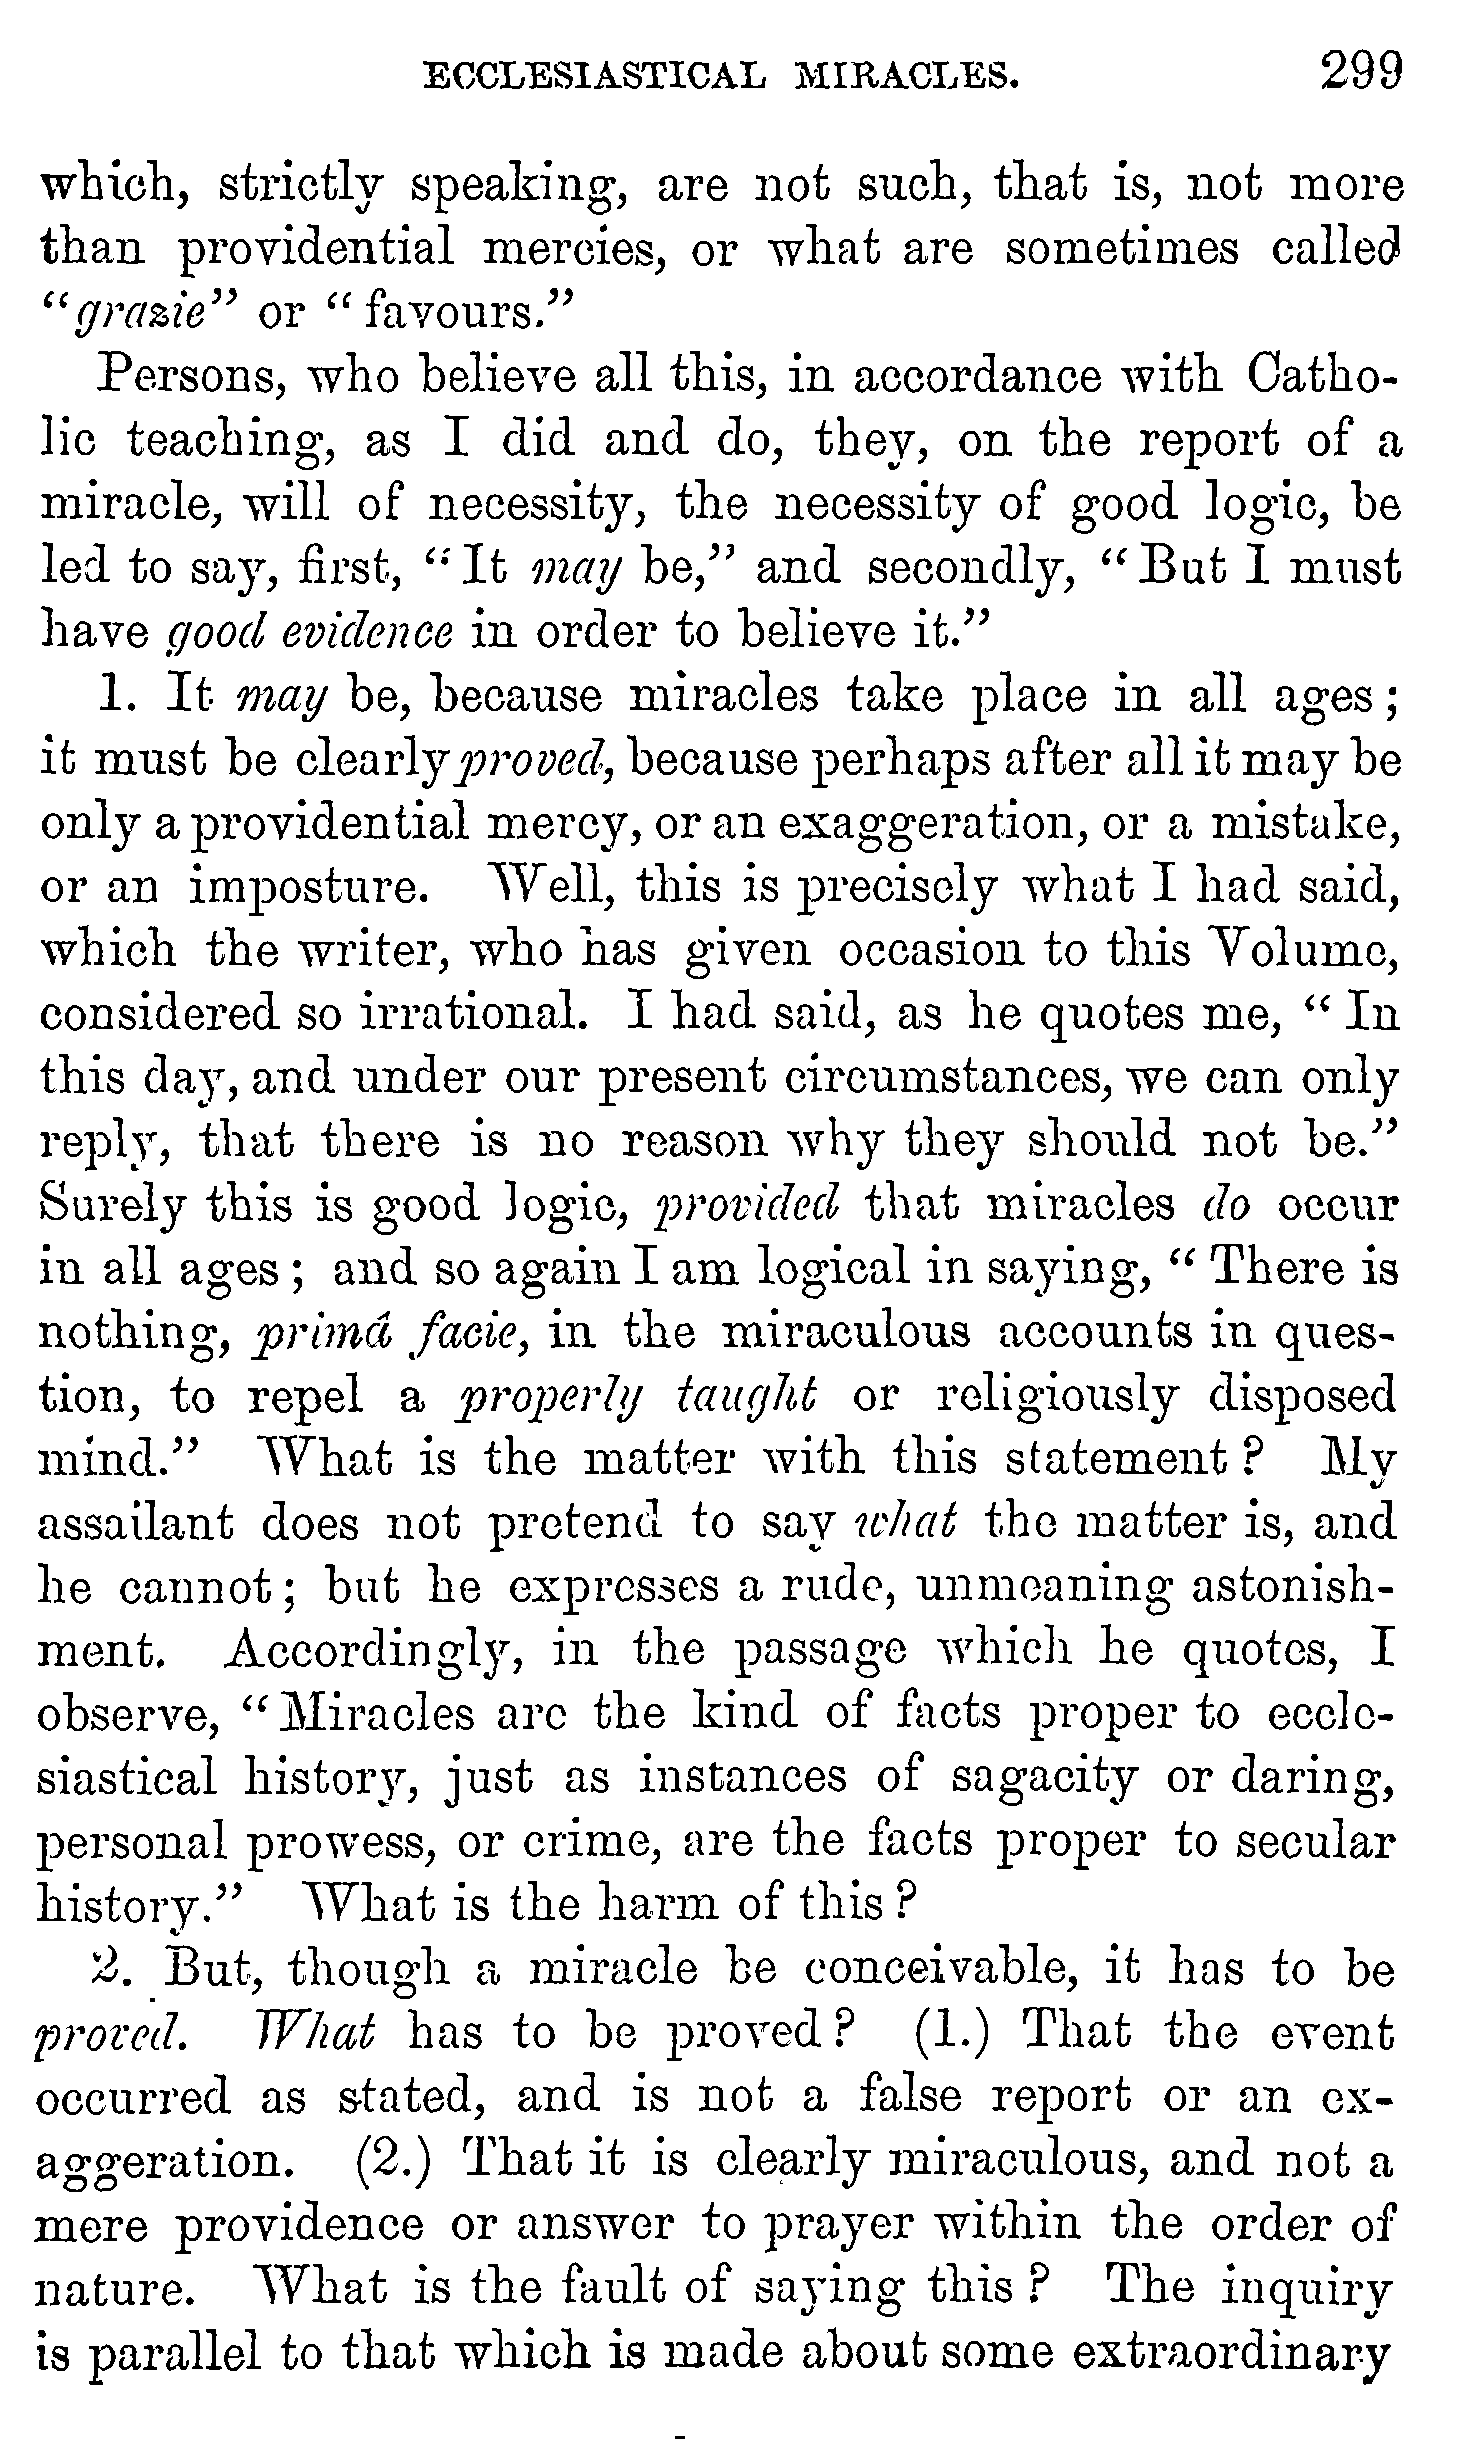 ECCLESIASTICAL MIRACLES. 299
which, strictly speaking, are not such, that is, not more
than providential mercies, or what are sometimes called
“grazie” or “favours.”
Persons, who believe all this, in accordance with Catho-
lic teaching, as I did and do, they, on the report of a
miracle, will of necessity, the necessity of good logic, be
led to say, first, “It may be,” and secondly, “But I must
have good evidence in order to believe it.”
1. It may be, because miracles take place in all ages;
it must be clearly proved, because perhaps after all it may be
only a providential mercy, or an exaggeration, or a mistake,
or an imposture. Well, this is precisely what I had said,
which the writer, who has given occasion to this Volume,
considered so irrational. I had said, as he quotes me, “In
this day, and under our present circumstances, we can only
reply, that there is no reason why they should not be.”
Surely this is good logic, provided that miracles do occur
in all ages; and so again I am logical in saying, “There is
nothing, primâ facie, in the miraculous accounts in ques-
tion, to repel a properly taught or religiously disposed
mind.” What is the matter with this statement? My
assailant does not pretend to say what the matter is, and
he cannot; but he expresses a rude, unmeaning astonish-
ment. Accordingly, in the passage which he quotes, I
observe, “Miracles are the kind of facts proper to eccle-
siastical history, just as instances of sagacity or daring,
personal prowess, or crime, are the facts proper to secular
history.” What is the harm of this?
2. But, though a miracle be conceivable, it has to be
proved. What has to be proved? (1.) That the event
occurred as stated, and is not a false report or an ex-
aggeration. (2.) That it is clearly miraculous, and not a
mere providence or answer to prayer within the order of
nature. What is the fault of saying this? The inquiry
is parallel to that which is made about some extraordinary